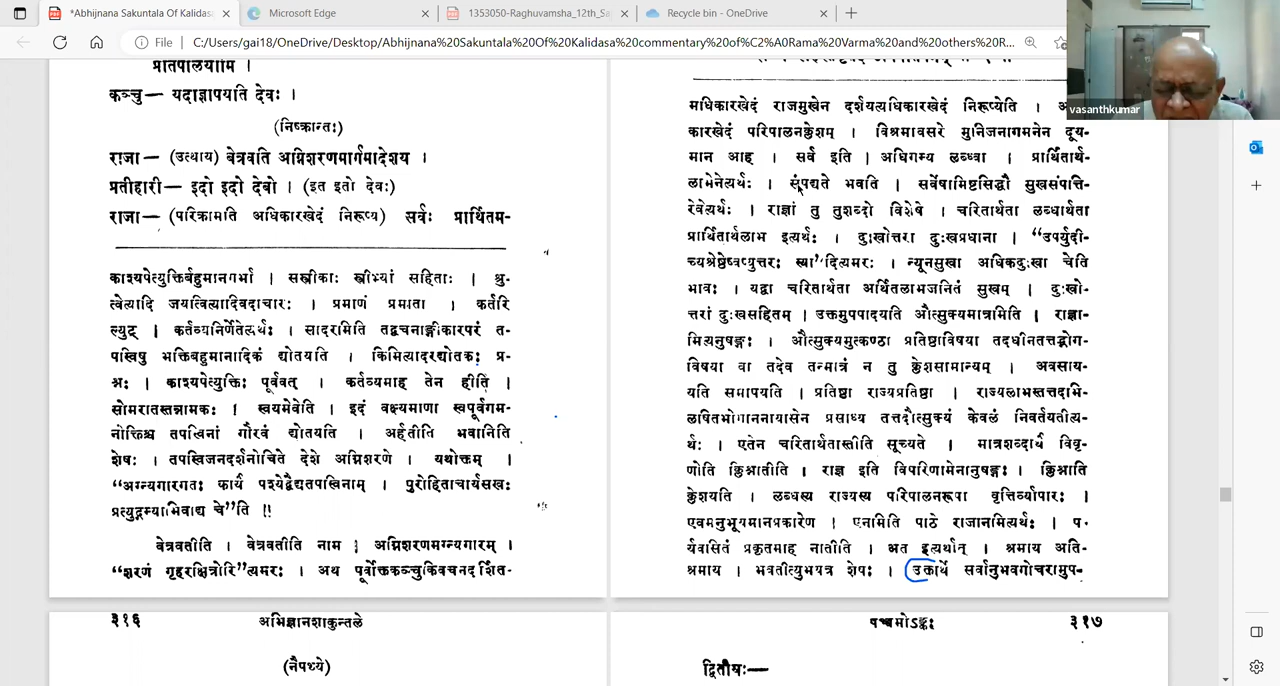 Abhijnana Sakuntala Of Kalidasa
Microsoft Edge
1353050-Raghuvamsha_12th_Sa
Recycle bin - OneDrive
File
C:/Users/gai18/OneDrive/Desktop/Abhijnana%20Sakuntala%20Of%20Kalidasa%20commentary%20of%C2%A0Rama%20Varma%20and%20others%20R...
vasanthkumar
प्रतिपालयामि ।
कञ्चु— यदाज्ञापयति देवः ।
(निष्क्रान्तः)
राजा— (उत्थाय) वेत्रवति अग्निशरणमार्गमादेशय ।
प्रतीहारी— इदो इदो देवो । (इत इतो देवः)
राजा— (परिक्रामति अधिकारखेदं निरूप्य) सर्वः प्रार्थितम-
काश्यपेत्युक्तिर्बहुमानगर्भा । सस्त्रीकाः स्त्रीभ्यां सहिताः । श्रु-
त्वेत्यादि जयत्वित्यादिवदाचारः । प्रमाणं प्रमाता । कर्तरि
ल्युट् । कर्तव्यनिर्णेतेत्यर्थः । सादरमिति तद्वचनाङ्गीकारपरं त-
पस्विषु भक्तिबहुमानादिकं द्योतयति । किमित्यादरद्योतकः प्र-
श्नः । काश्यपेत्युक्तिः पूर्ववत् । कर्तव्यमाह तेन हीति ।
सोमरातस्तन्नामकः । स्वयमेवेति । इदं वक्ष्यमाणा स्वपूर्वगम-
नोक्तिश्च तपस्विनां गौरवं द्योतयति । अर्हतीति भवानिति
शेषः । तपस्विजनदर्शनोचिते देशे अग्निशरणे । यथोक्तम् ।
“अग्न्यगारगतः कार्यं पश्येद्वैद्यतपस्विनाम् । पुरोहिताचार्यसखः
प्रत्युद्गम्याभिवाद्य चे”ति ॥
वेत्रवतीति । वेत्रवतीति नाम । अग्निशरणमग्न्यगारम् ।
“शरणं गृहरक्षित्रोरि”त्यमरः । अथ पूर्वोक्तकञ्चुकिवचनदर्शित-
मधिकारखेदं राजमुखेन दर्शयत्यधिकारखेदं निरूप्येति ।
कारखेदं परिपालनक्लेशम् । विश्रमावसरे मुनिजनागमनेन दूय-
मान आह । सर्व इति । अधिगम्य लब्ध्वा । प्रार्थितार्थ-
लाभेनेत्यर्थः । संपद्यते भवति । सर्वेषामिष्टसिद्धौ सुखसंपत्ति-
रेवेत्यर्थः । राज्ञां तु तुशब्दो विशेषे । चरितार्थता लब्धार्थता
प्रार्थितार्थलाभ इत्यर्थः । दुःखोत्तरा दुःखप्रधाना । “उपर्युदी-
च्यश्रेष्ठेष्वप्युत्तरः स्या”दित्यमरः । न्यूनसुखा अधिकदुःखा चेति
भावः । यद्वा चरितार्थता अर्थितलाभजनितं सुखम् । दुःखो-
त्तरां दुःखसहितम् । उक्तमुपपादयति औत्सुक्यमात्रमिति । राज्ञा-
मित्यनुषङ्गः । औत्सुक्यमुत्कण्ठा प्रतिष्ठाविषया तदधीनतत्तद्भोग-
विषया वा तदेव तन्मात्रं न तु क्लेशसामान्यम् । अवसाय-
यति समापयति । प्रतिष्ठा राज्यप्रतिष्ठा । राज्यलाभस्तत्तदाभि-
लषितभोगाननायासेन प्रसाध्य तत्तदौत्सुक्यं केवलं निवर्तयतीत्य-
र्थः । एतेन चरितार्थतास्तीति सूच्यते । मात्रशब्दार्थं विवृ-
णोति क्लिश्नातीति । राज्ञ इति विपरिणामेनानुषङ्गः । क्लिश्नाति
क्लेशयति । लब्धस्य राज्यस्य परिपालनरूपा वृत्तिर्व्यापारः ।
एवमनुभूयमानप्रकारेण । एनामिति पाठे राजानमित्यर्थः । प-
र्यवासितं प्रकृतमाह नातीति । अत इत्यर्थात् । श्रमाय अति-
श्रमाय । भवतीत्युभयत्र शेषः । उक्तार्थे सर्वानुभवगोचरामुप-
३१६
अभिज्ञानशाकुन्तले
(नैपथ्ये)
पञ्चमोऽङ्कः
३१७
द्वितीयः—